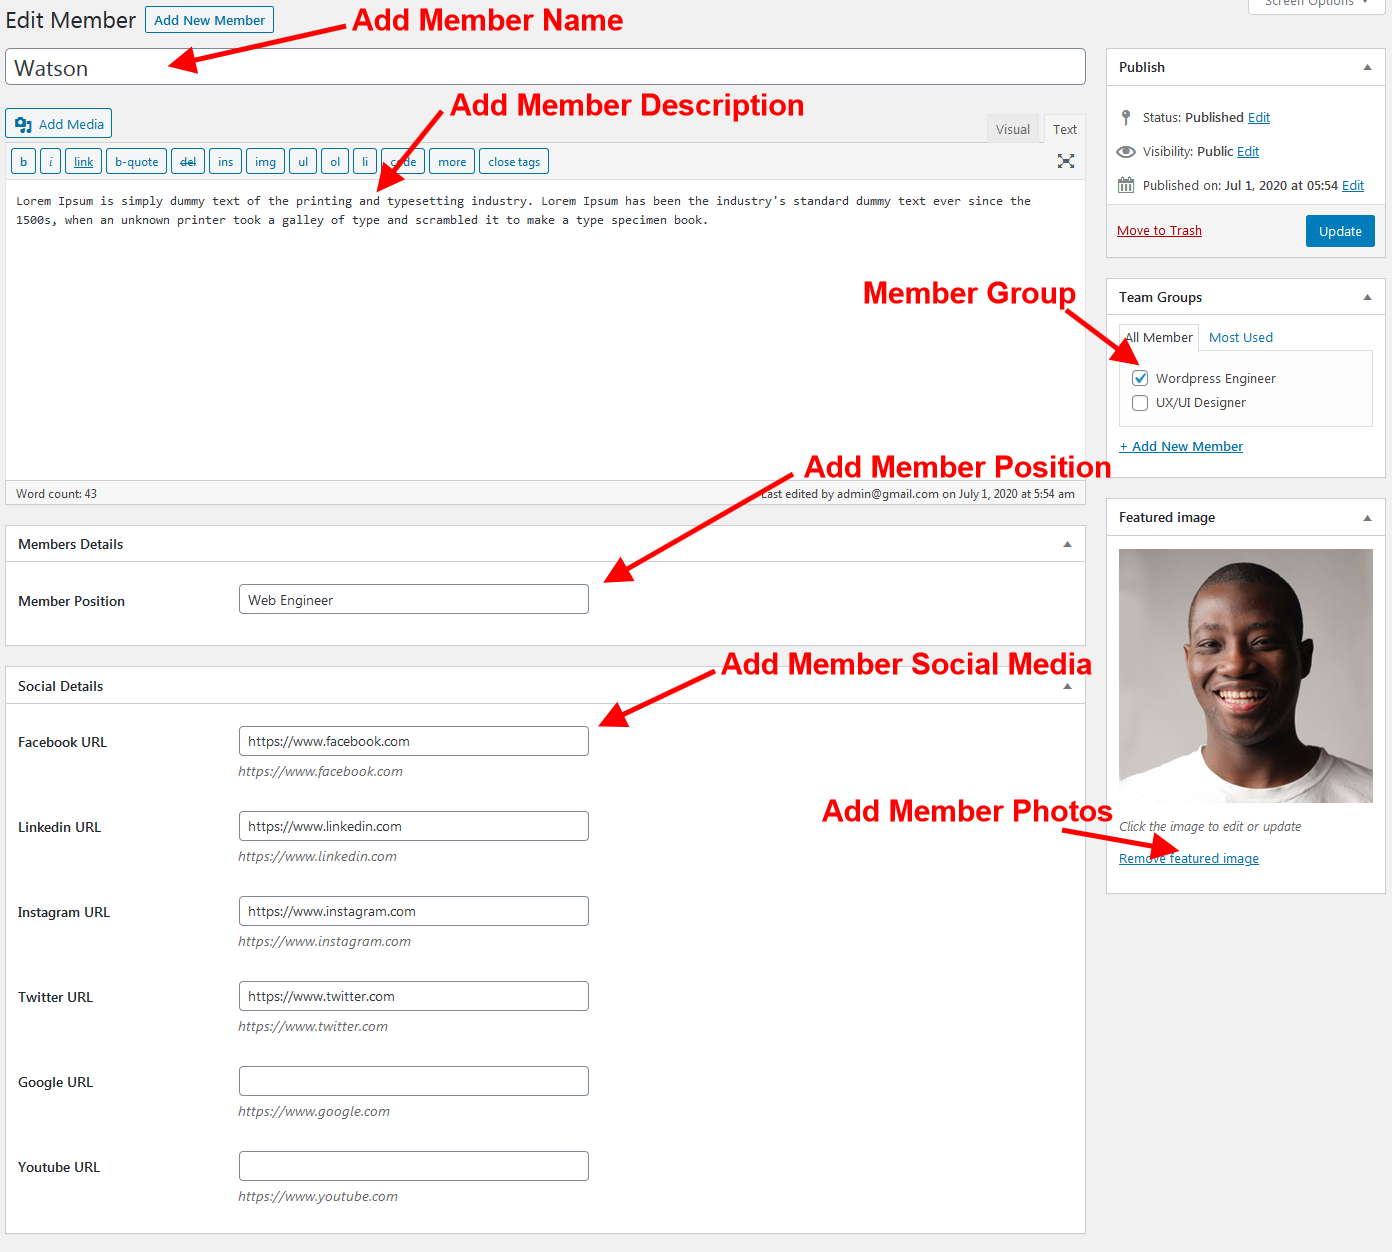 Edit Member
Add New Member
Add Member Name
Screen Options
Watson
Add Member Description
Add Media
Visual
Text
b
i
link
b-quote
del
ins
img
ul
ol
li
code
more
close tags
Lorem Ipsum is simply dummy text of the printing and typesetting industry. Lorem Ipsum has been the industry's standard dummy text ever since the
1500s, when an unknown printer took a galley of type and scrambled it to make a type specimen book.
Word count: 43
Last edited by admin@gmail.com on July 1, 2020 at 5:54 am
Add Member Position
Members Details
Member Position
Web Engineer
Add Member Social Media
Social Details
Facebook URL
https://www.facebook.com
https://www.facebook.com
Linkedin URL
https://www.linkedin.com
https://www.linkedin.com
Instagram URL
https://www.instagram.com
https://www.instagram.com
Twitter URL
https://www.twitter.com
https://www.twitter.com
Google URL
https://www.google.com
Youtube URL
https://www.youtube.com
Publish
Status: Published Edit
Visibility: Public Edit
Published on: Jul 1, 2020 at 05:54 Edit
Move to Trash
Update
Member Group
Team Groups
All Member
Most Used
Wordpress Engineer
UX/UI Designer
+ Add New Member
Featured image
Add Member Photos
Click the image to edit or update
Remove featured image